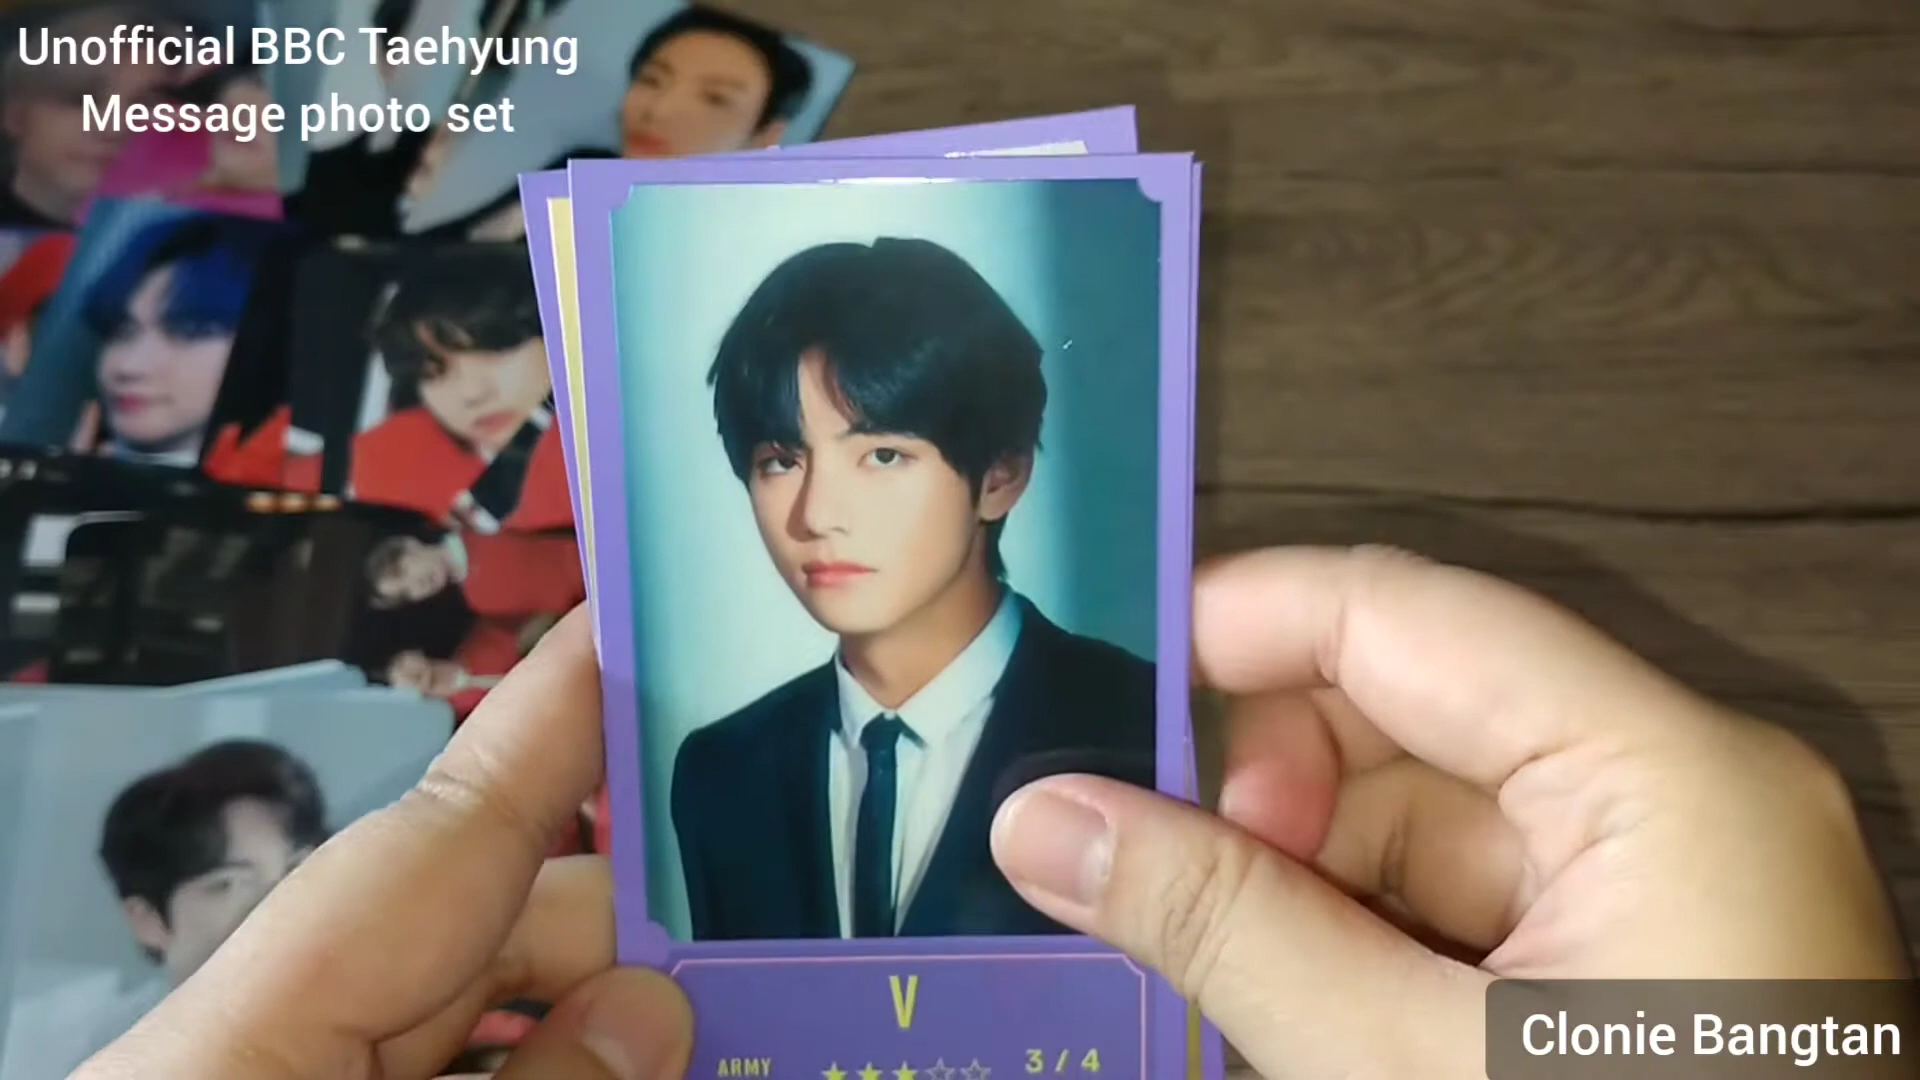 Unofficial BBC Taehyung
Message photo set
V
ARMY ★★★☆☆ 3 / 4
Clonie Bangtan